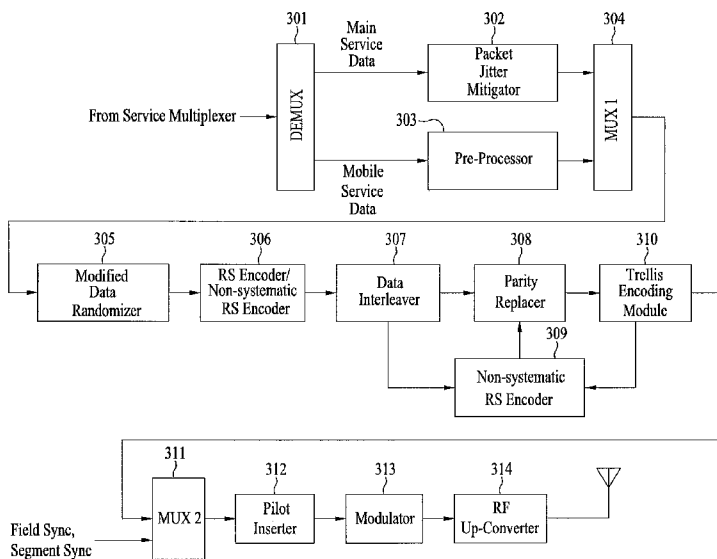 301
302
304
Main
Service
Data
Packet
Jitter
Mitigator
From Service Multiplexer
DEMUX
MUX 1
303
Pre-Processor
Mobile
Service
Data
305
306
307
308
310
Modified
Data
Randomizer
RS Encoder/
Non-systematic
RS Encoder
Data
Interleaver
Parity
Replacer
Trellis
Encoding
Module
309
Non-systematic
RS Encoder
311
312
313
314
MUX 2
Pilot
Inserter
Modulator
RF
Up-Converter
Field Sync,
Segment Sync